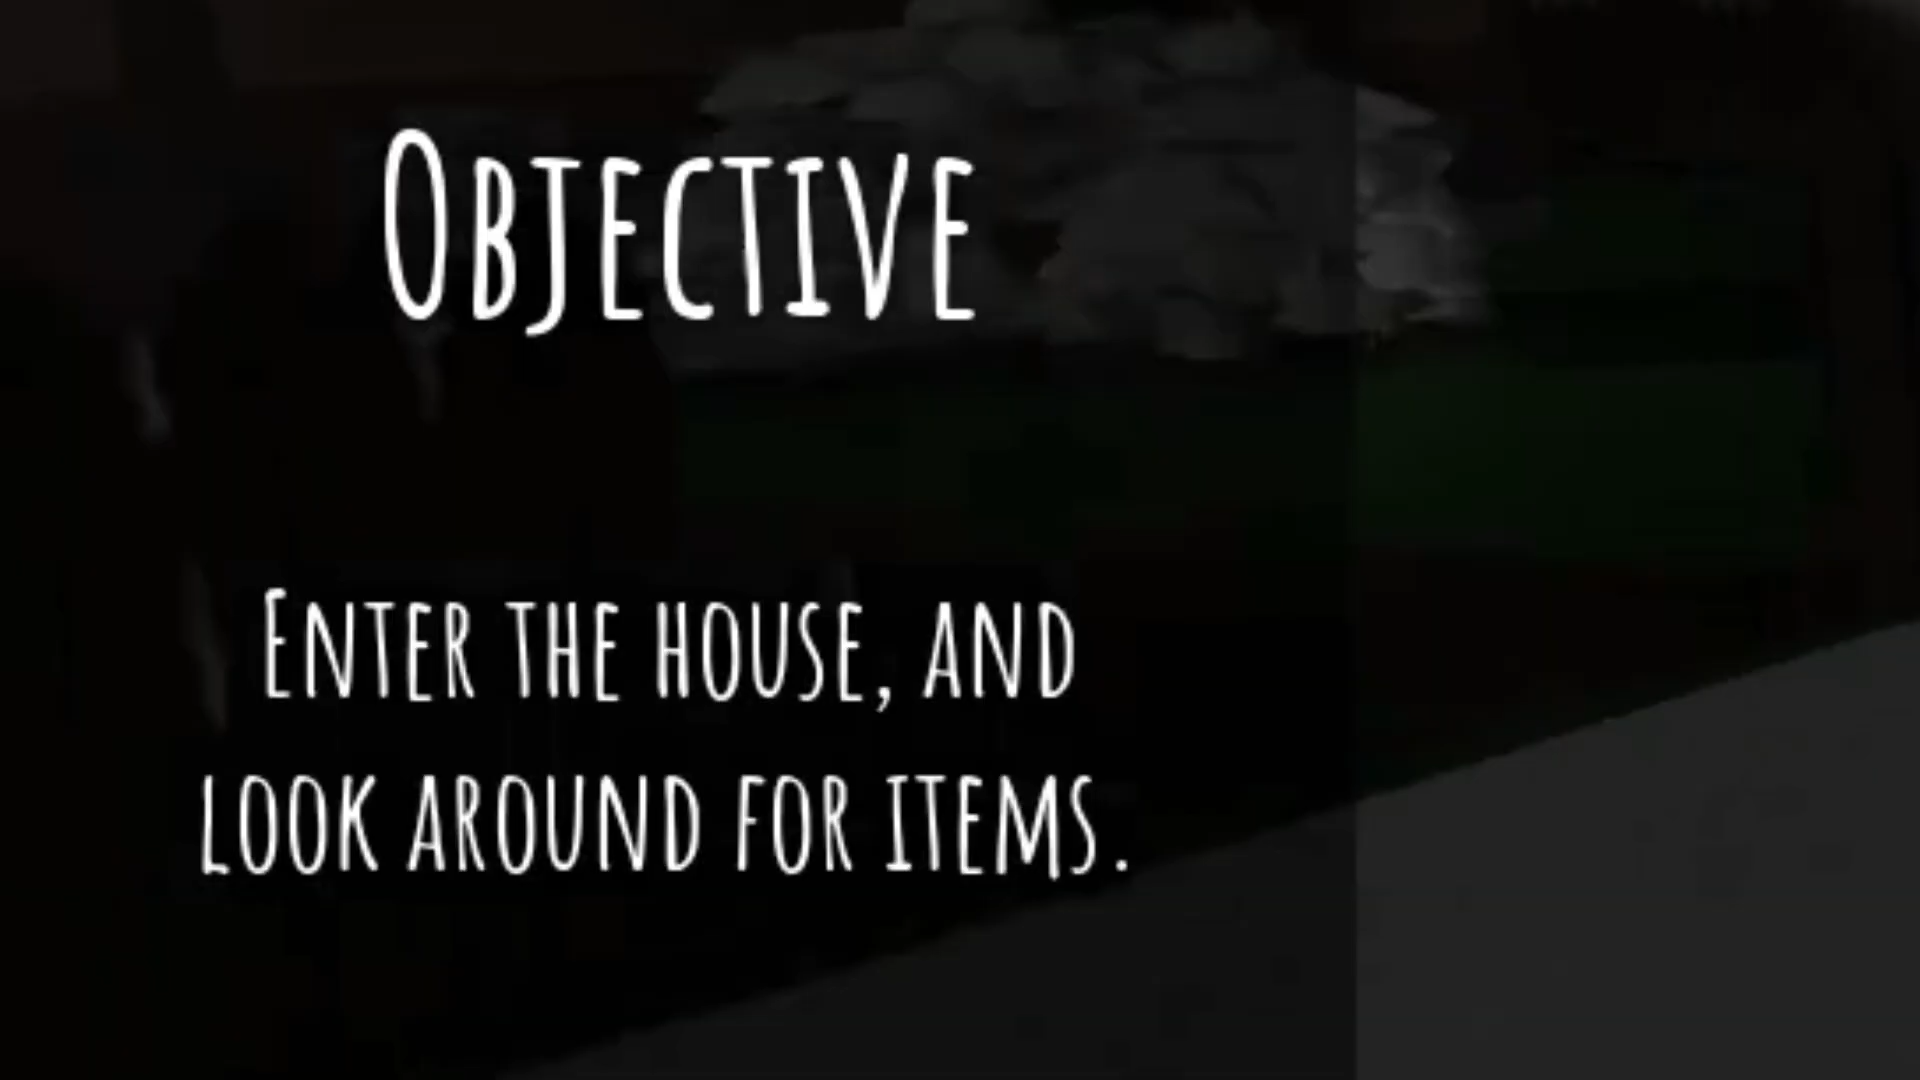 Objective
Enter the house, and
look around for items.